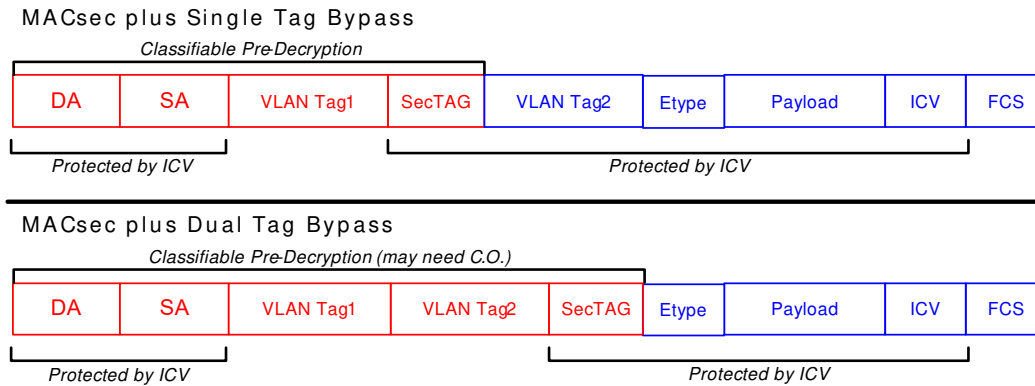 MACsec plus Single Tag Bypass
Classifiable Pre-Decryption
DA SA VLAN Tag1 SecTAG VLAN Tag2 Etype Payload ICV FCS
Protected by ICV Protected by ICV
MACsec plus Dual Tag Bypass
Classifiable Pre-Decryption (may need C.O.)
DA SA VLAN Tag1 VLAN Tag2 SecTAG Etype Payload ICV FCS
Protected by ICV Protected by ICV